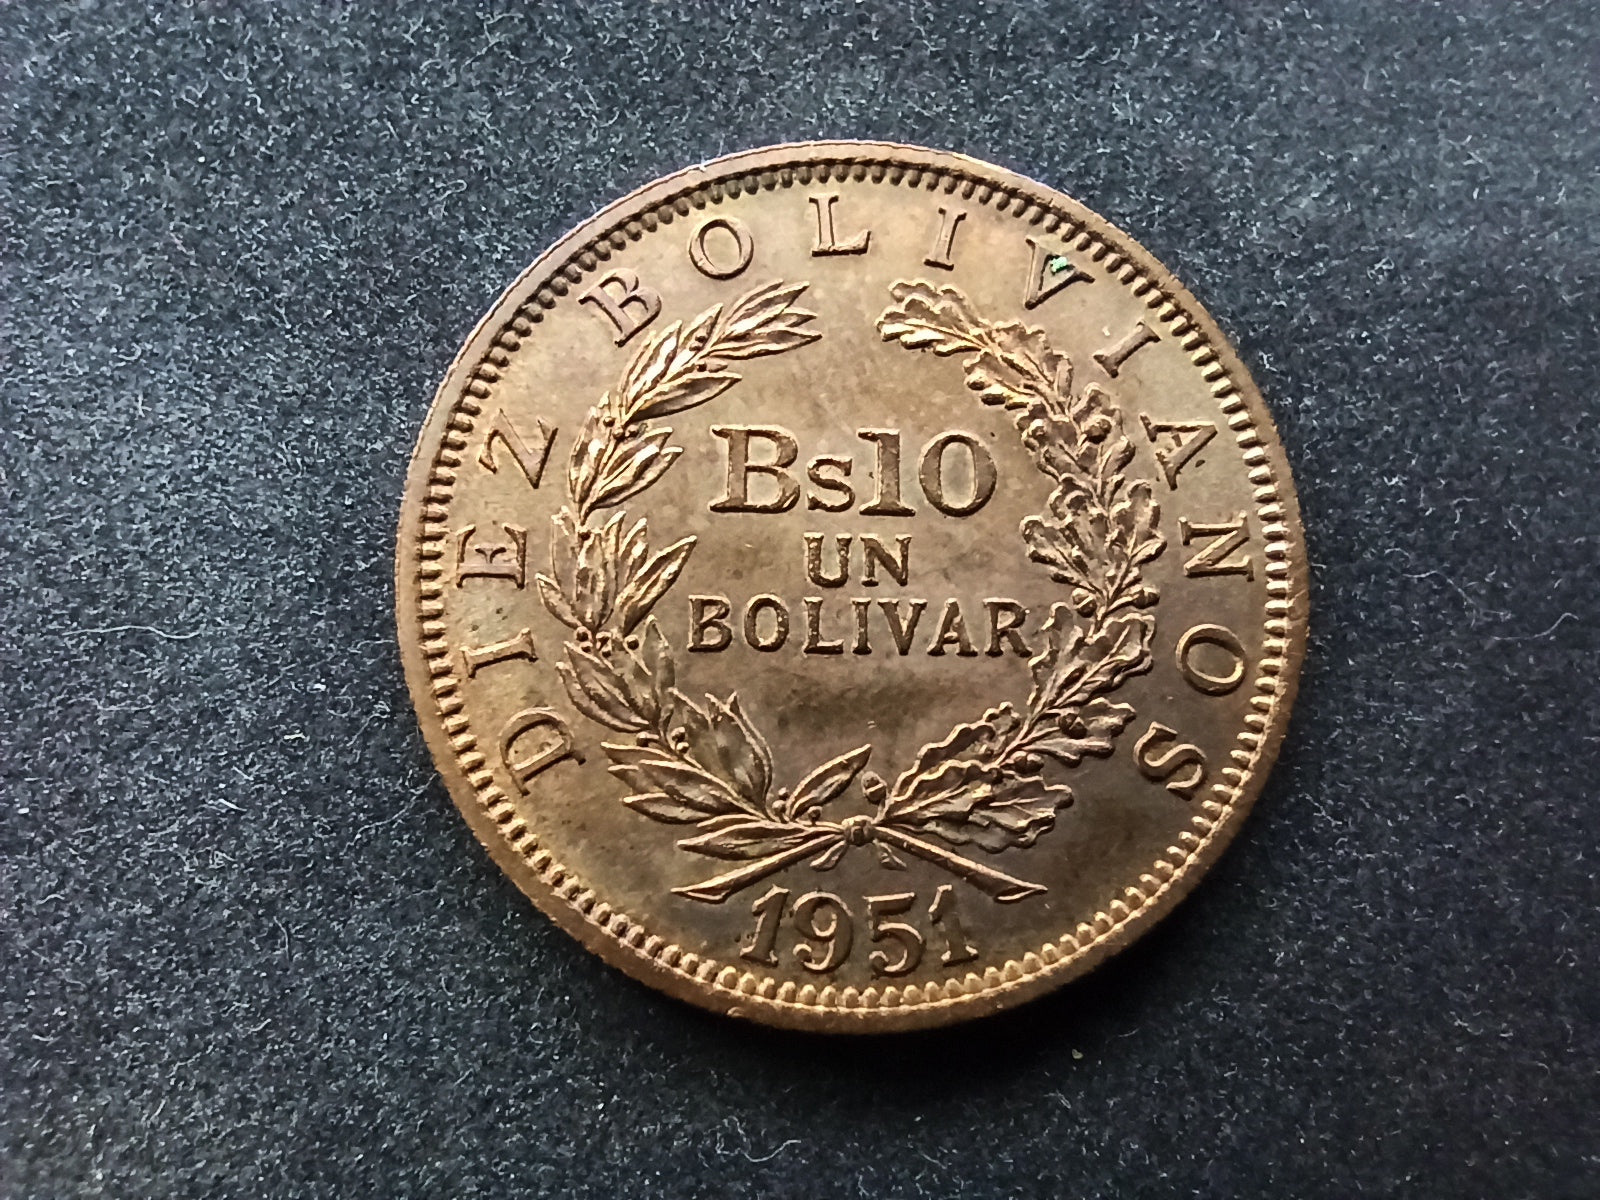 DIEZ BOLIVIANOS
Bs10
UN
BOLIVAR
1951